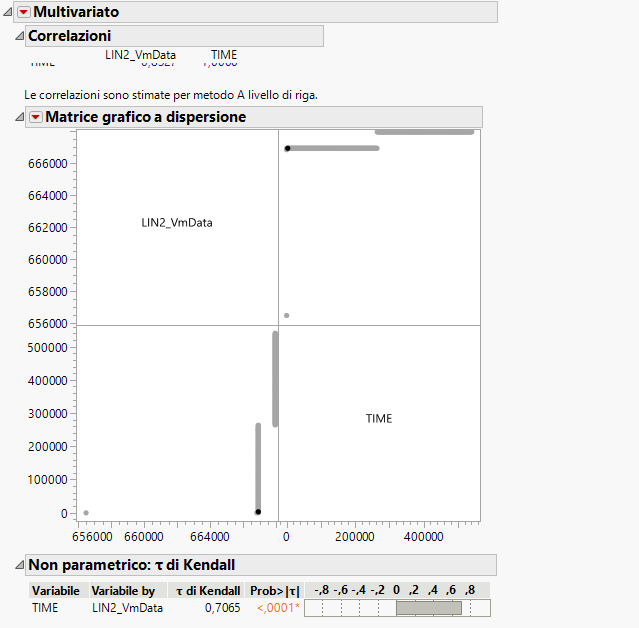 Multivariato
Correlazioni
LIN2_VmData TIME
TIME
Le correlazioni sono stimate per metodo A livello di riga.
Matrice grafico a dispersione
666000
664000
662000
660000
658000
656000
LIN2_VmData
500000
400000
300000
200000
100000
0
TIME
656000 660000 664000 0 200000 400000
Non parametrico: τ di Kendall
Variabile Variabile by τ di Kendall Prob>|τ| -,8 -,6 -,4 -,2 0 ,2 ,4 ,6 ,8
TIME LIN2_VmData 0,7065 <,0001*